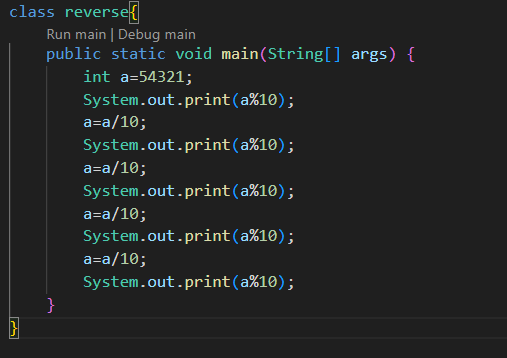 class reverse{
Run main | Debug main
public static void main(String[] args) {
int a=54321;
System.out.print(a%10);
a=a/10;
System.out.print(a%10);
a=a/10;
System.out.print(a%10);
a=a/10;
System.out.print(a%10);
a=a/10;
System.out.print(a%10);
}
}